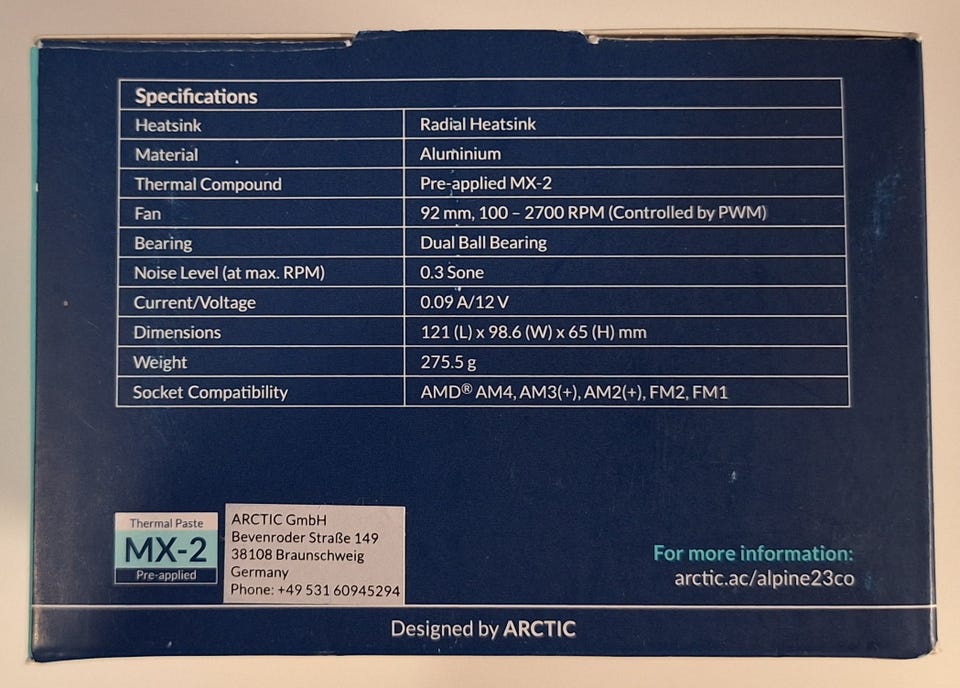 Specifications
Heatsink Radial Heatsink
Material Aluminium
Thermal Compound Pre-applied MX-2
Fan 92 mm, 100 – 2700 RPM (Controlled by PWM)
Bearing Dual Ball Bearing
Noise Level (at max. RPM) 0.3 Sone
Current/Voltage 0.09 A/12 V
Dimensions 121 (L) x 98.6 (W) x 65 (H) mm
Weight 275.5 g
Socket Compatibility AMD® AM4, AM3(+), AM2(+), FM2, FM1
Thermal Paste
MX-2
Pre-applied
ARCTIC GmbH
Bevenroder Straße 149
38108 Braunschweig
Germany
Phone: +49 531 60945294
For more information:
arctic.ac/alpine23co
Designed by ARCTIC